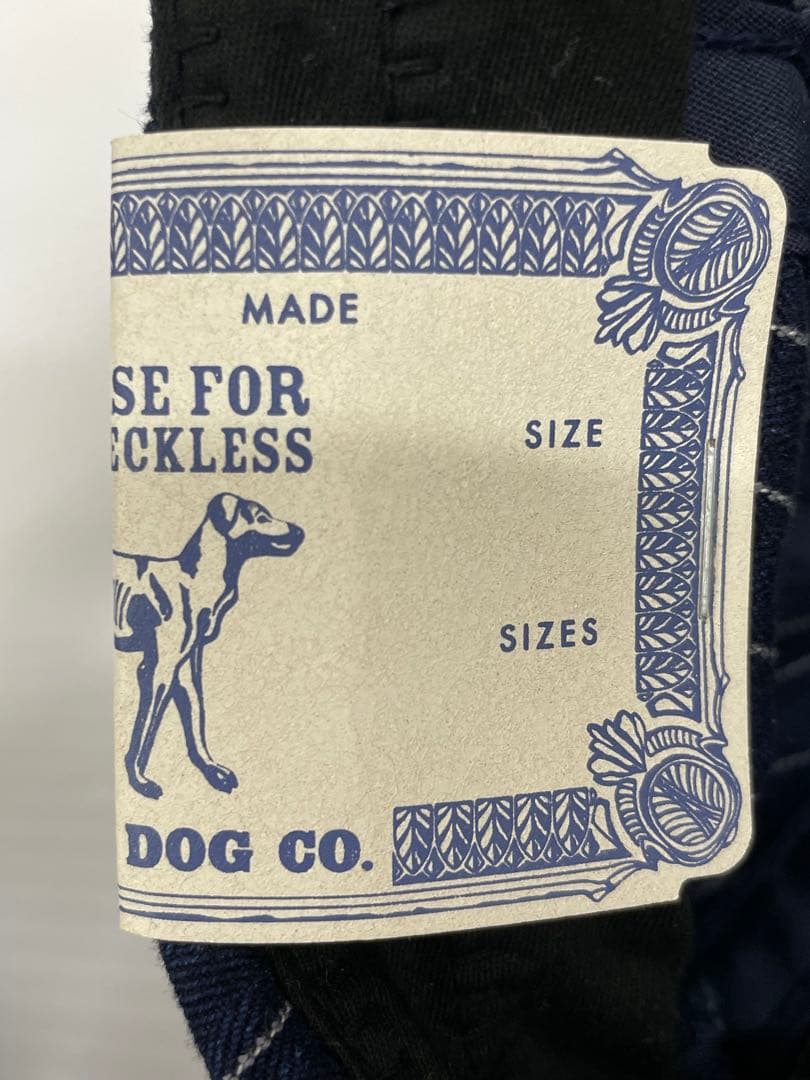 MADE
SE FOR
ECKLESS
SIZE
SIZES
DOG CO.